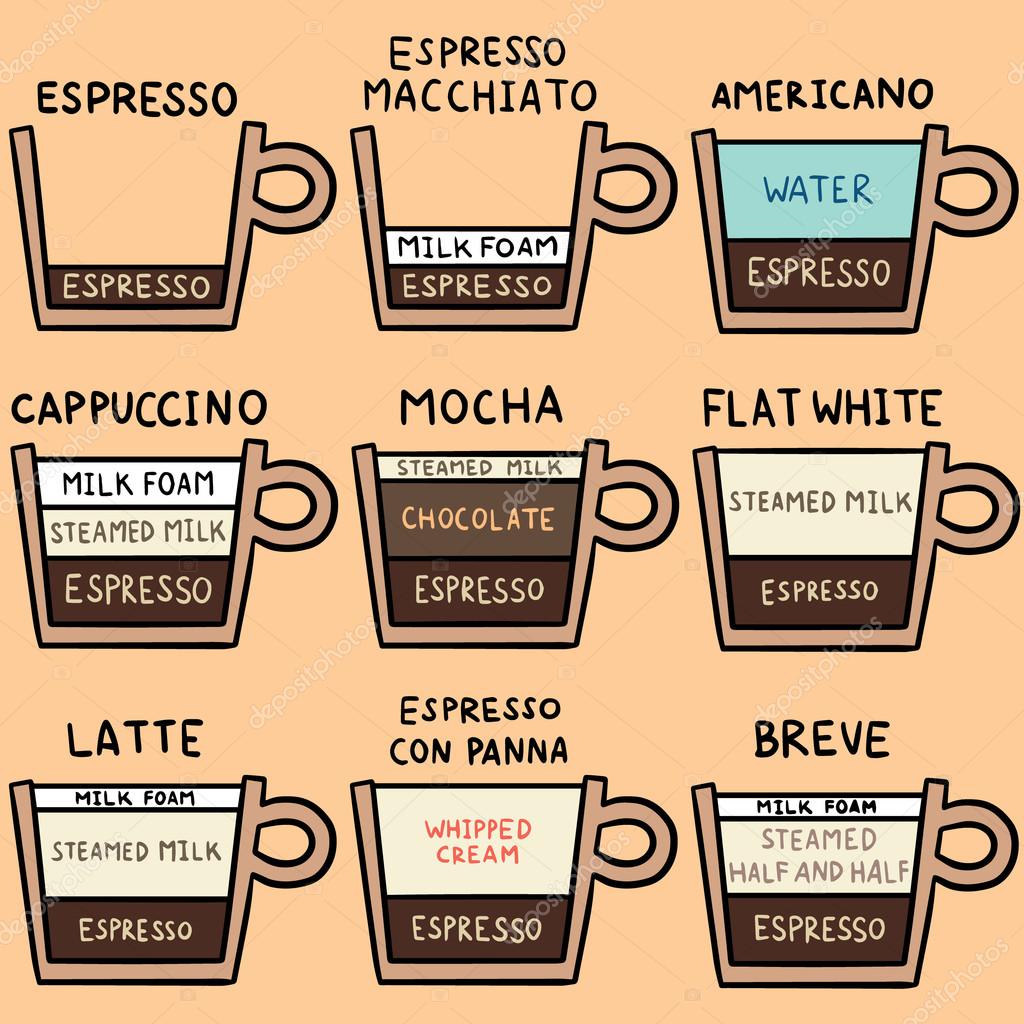 ESPRESSO
ESPRESSO
MACCHIATO
AMERICANO
ESPRESSO
MILK FOAM
ESPRESSO
WATER
ESPRESSO
CAPPUCCINO
MOCHA
FLAT WHITE
MILK FOAM
STEAMED MILK
ESPRESSO
STEAMED MILK
CHOCOLATE
ESPRESSO
STEAMED MILK
ESPRESSO
LATTE
ESPRESSO
CON PANNA
BREVE
MILK FOAM
STEAMED MILK
ESPRESSO
WHIPPED
CREAM
ESPRESSO
MILK FOAM
STEAMED
HALF AND HALF
ESPRESSO
depositphotos